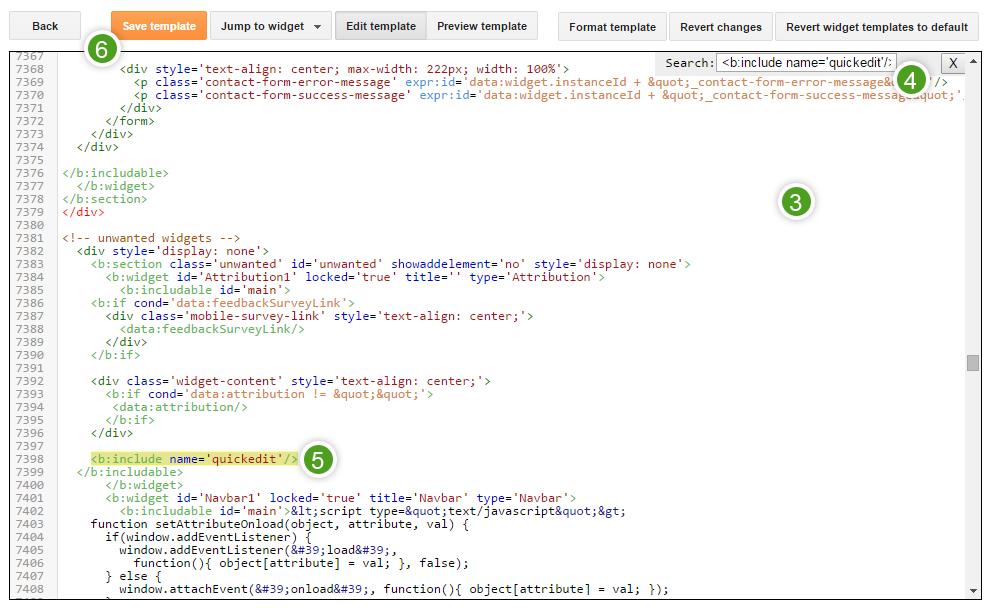 Back Save template Jump to widget Edit template Preview template Format template Revert changes Revert widget templates to default
6
Search: <b:include name='quickedit'/> X
4
3
5
7367
7368 <div style='text-align: center; max-width: 222px; width: 100%'>
7369 <p class='contact-form-error-message' expr:id='data:widget.instanceId + &quot;_contact-form-error-message&quot;'/>
7370 <p class='contact-form-success-message' expr:id='data:widget.instanceId + &quot;_contact-form-success-message&quot;'/
7371 </div>
7372 </form>
7373 </div>
7374 </div>
7375
7376 </b:includable>
7377 </b:widget>
7378 </b:section>
7379 </div>
7380
7381 <!-- unwanted widgets -->
7382 <div style='display: none'>
7383 <b:section class='unwanted' id='unwanted' showaddelement='no' style='display: none'>
7384 <b:widget id='Attribution1' locked='true' title='' type='Attribution'>
7385 <b:includable id='main'>
7386 <b:if cond='data:feedbackSurveyLink'>
7387 <div class='mobile-survey-link' style='text-align: center;'>
7388 <data:feedbackSurveyLink/>
7389 </div>
7390 </b:if>
7391
7392 <div class='widget-content' style='text-align: center;'>
7393 <b:if cond='data:attribution != &quot;&quot;'>
7394 <data:attribution/>
7395 </b:if>
7396 </div>
7397
7398 <b:include name='quickedit'/>
7399 </b:includable>
7400 </b:widget>
7401 <b:widget id='Navbar1' locked='true' title='Navbar' type='Navbar'>
7402 <b:includable id='main'>&lt;script type=&quot;text/javascript&quot;&gt;
7403 function setAttributeOnload(object, attribute, val) {
7404 if(window.addEventListener) {
7405 window.addEventListener(&#39;load&#39;,
7406 function(){ object[attribute] = val; }, false);
7407 } else {
7408 window.attachEvent(&#39;onload&#39;, function(){ object[attribute] = val; });